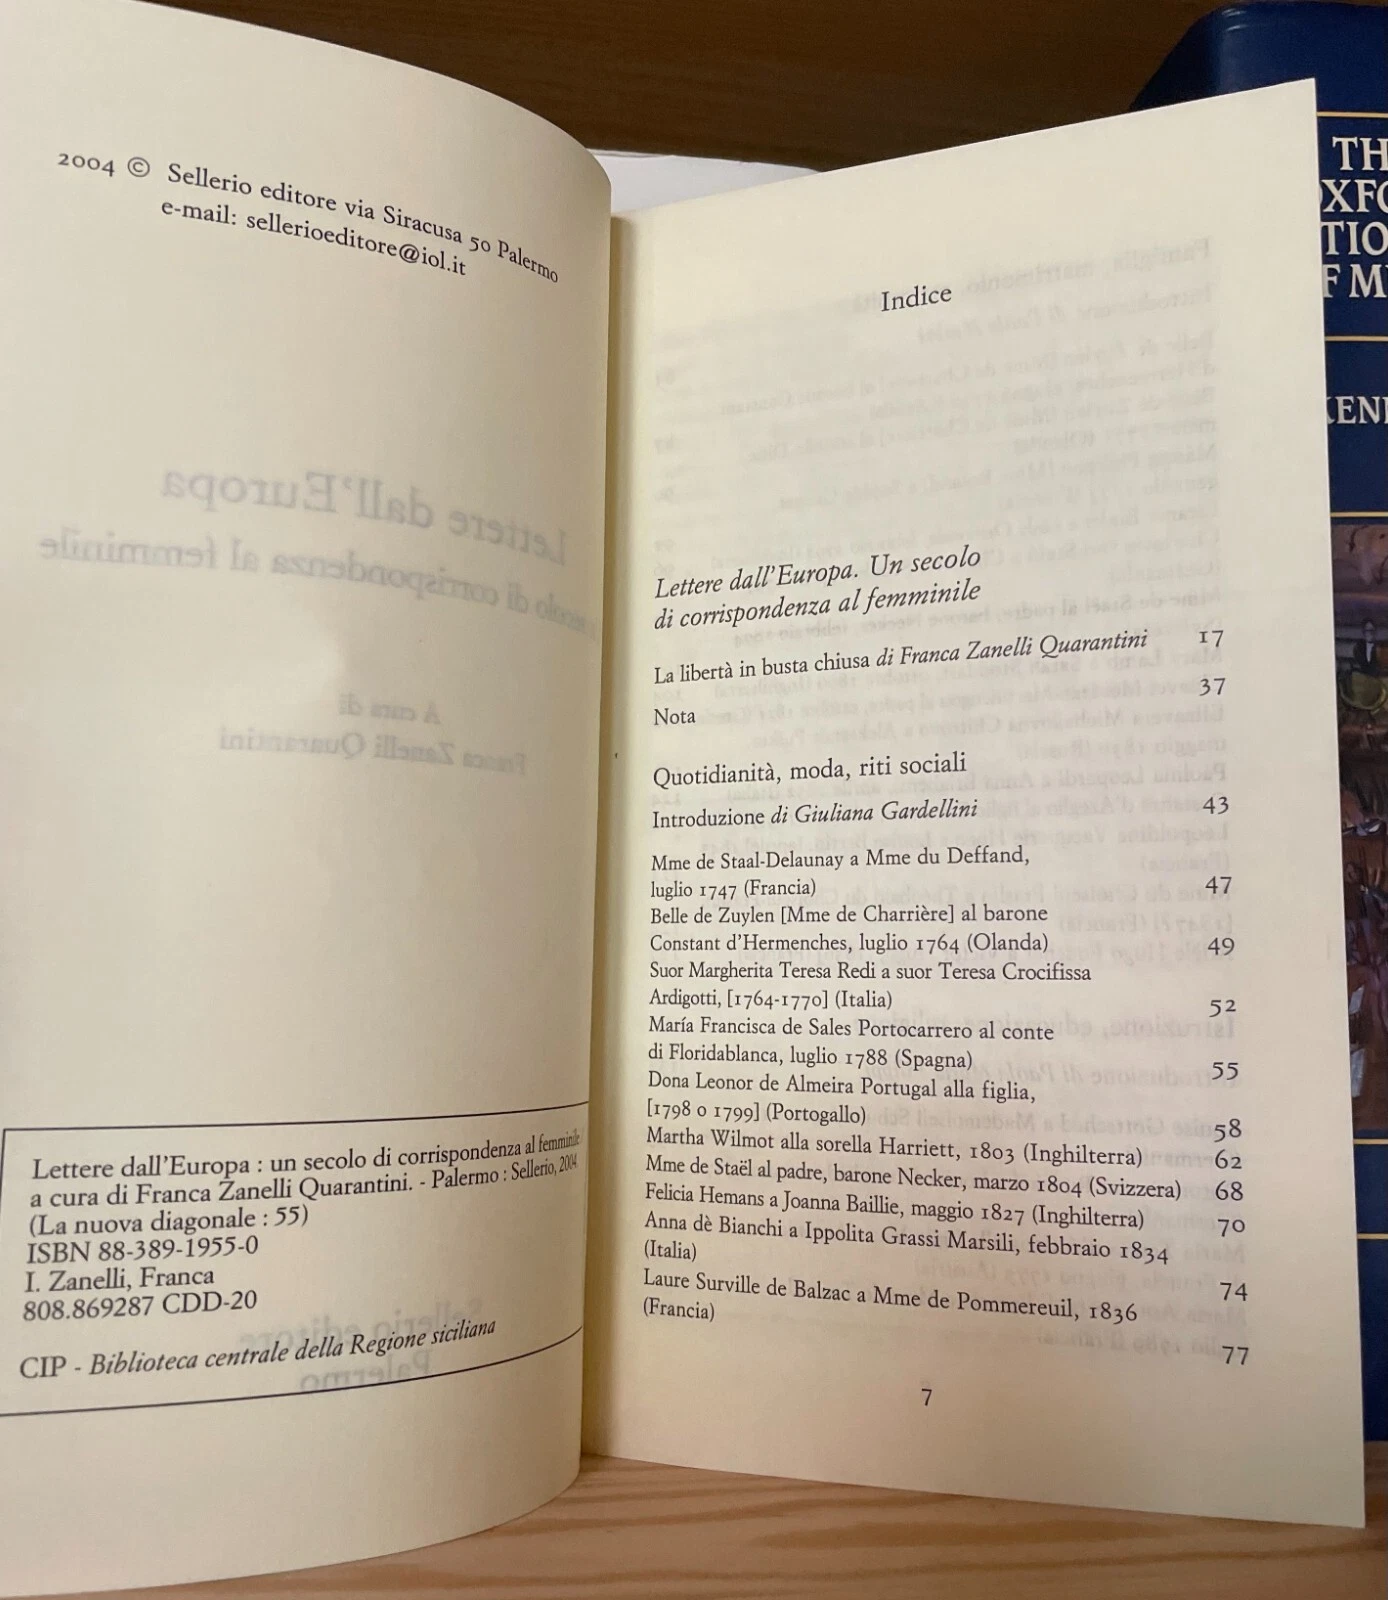 2004 © Sellerio editore via Siracusa 50 Palermo
e-mail: sellerioeditore@iol.it
Lettere dall'Europa : un secolo di corrispondenza al femminile
a cura di Franca Zanelli Quarantini. - Palermo : Sellerio, 2004.
(La nuova diagonale : 55)
ISBN 88-389-1955-0
I. Zanelli, Franca
808.869287 CDD-20
CIP - Biblioteca centrale della Regione siciliana
Indice
Lettere dall'Europa. Un secolo
di corrispondenza al femminile
La libertà in busta chiusa di Franca Zanelli Quarantini 17
Nota 37
Quotidianità, moda, riti sociali
Introduzione di Giuliana Gardellini 43
Mme de Staal-Delaunay a Mme du Deffand,
luglio 1747 (Francia) 47
Belle de Zuylen [Mme de Charrière] al barone
Constant d'Hermenches, luglio 1764 (Olanda) 49
Suor Margherita Teresa Redi a suor Teresa Crocifissa
Ardigotti, [1764-1770] (Italia) 52
María Francisca de Sales Portocarrero al conte
di Floridablanca, luglio 1788 (Spagna) 55
Dona Leonor de Almeira Portugal alla figlia,
[1798 o 1799] (Portogallo) 58
Martha Wilmot alla sorella Harriett, 1803 (Inghilterra) 62
Mme de Staël al padre, barone Necker, marzo 1804 (Svizzera) 68
Felicia Hemans a Joanna Baillie, maggio 1827 (Inghilterra) 70
Anna dè Bianchi a Ippolita Grassi Marsili, febbraio 1834
(Italia) 74
Laure Surville de Balzac a Mme de Pommereuil, 1836
(Francia) 77
7
TH
OXFO
TIO
F M
KEN